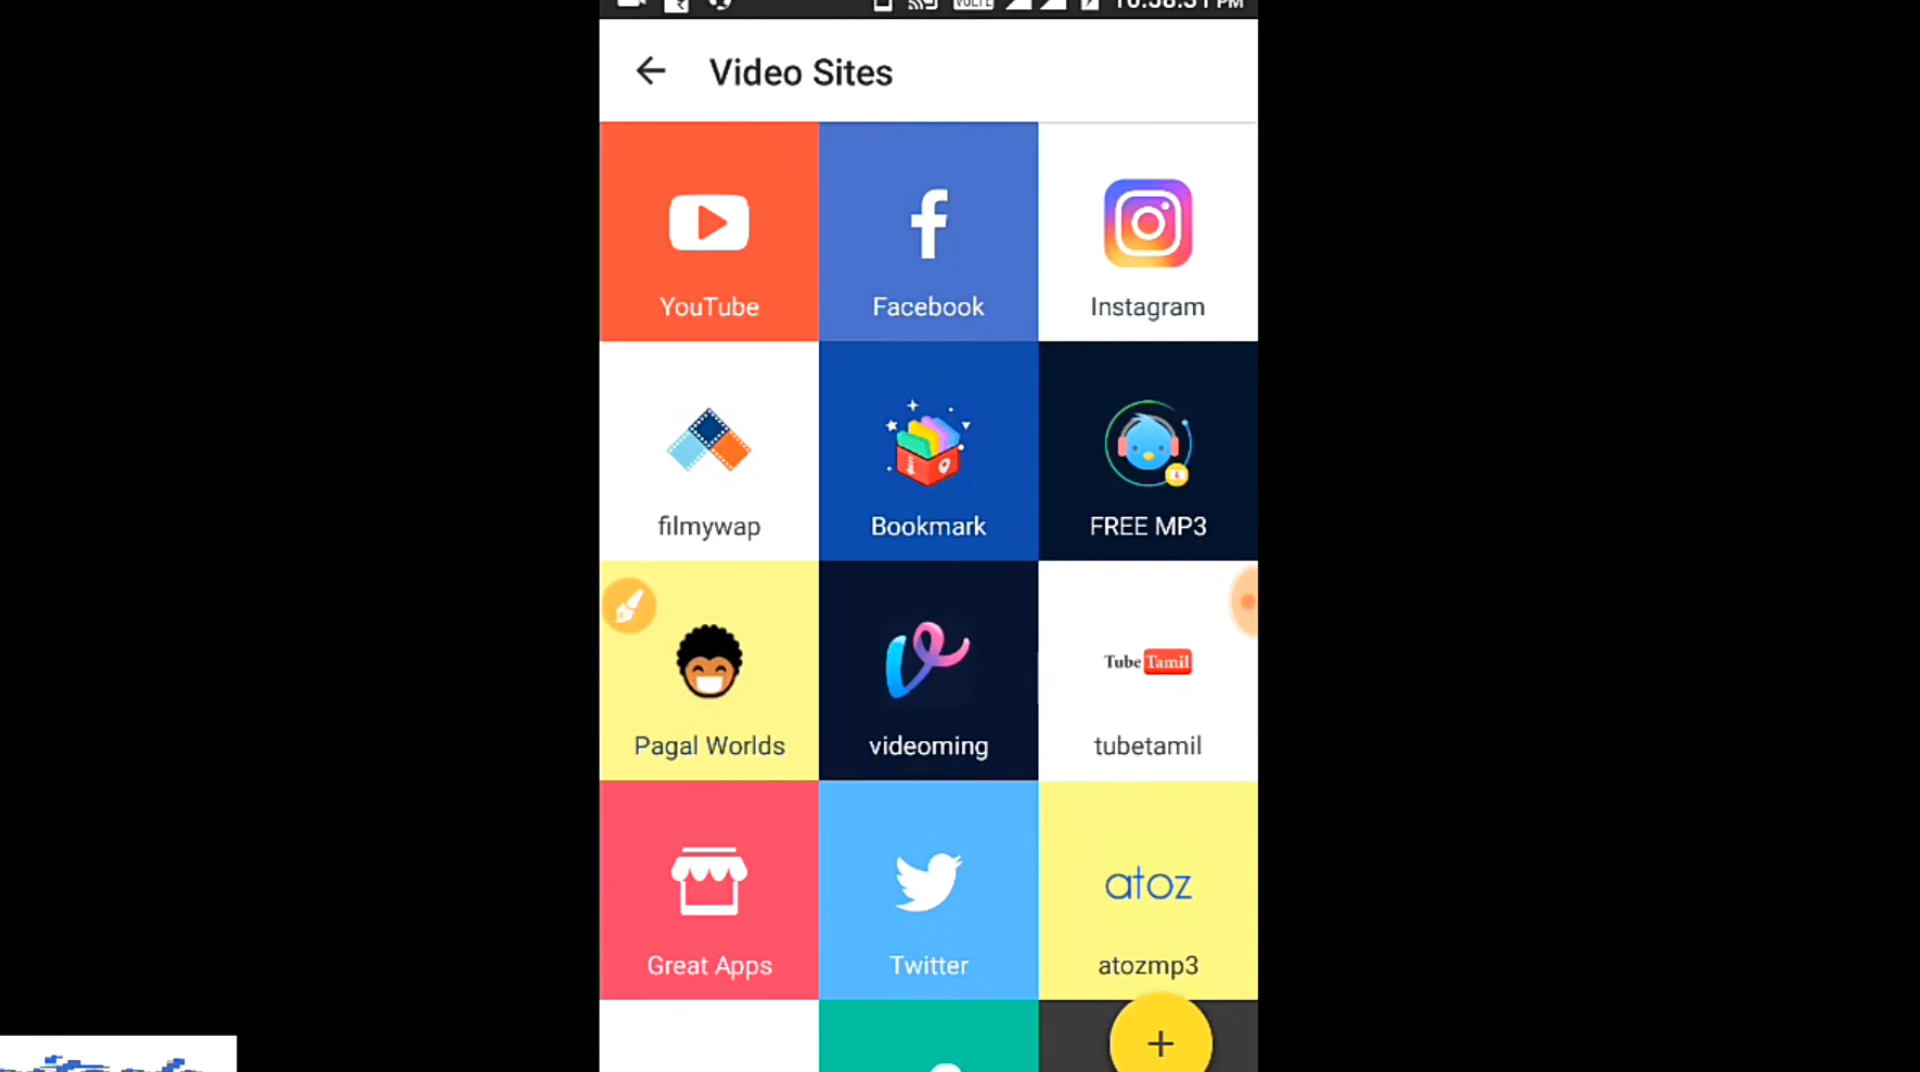 Video Sites
YouTube
Facebook
Instagram
filmywap
Bookmark
FREE MP3
Pagal Worlds
videoming
Tube Tamil
tubetamil
Great Apps
Twitter
atoz
atozmp3